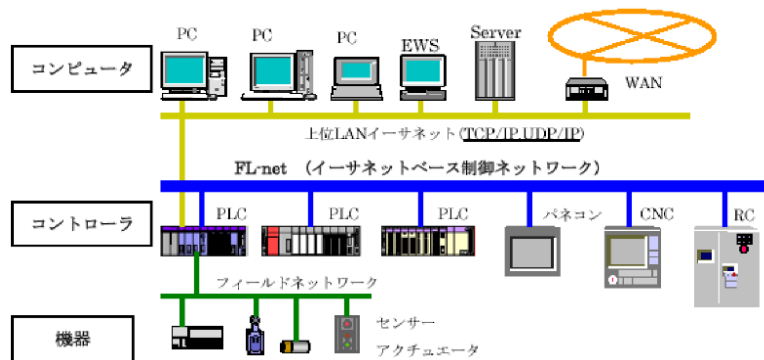 PC
PC
PC
EWS
Server
コンピュータ
WAN
上位LANイーサネット(TCP/IP,UDP/IP)
FL-net （イーサネットベース制御ネットワーク）
コントローラ
PLC
PLC
PLC
パネコン
CNC
RC
フィールドネットワーク
機器
センサー
アクチュエータ